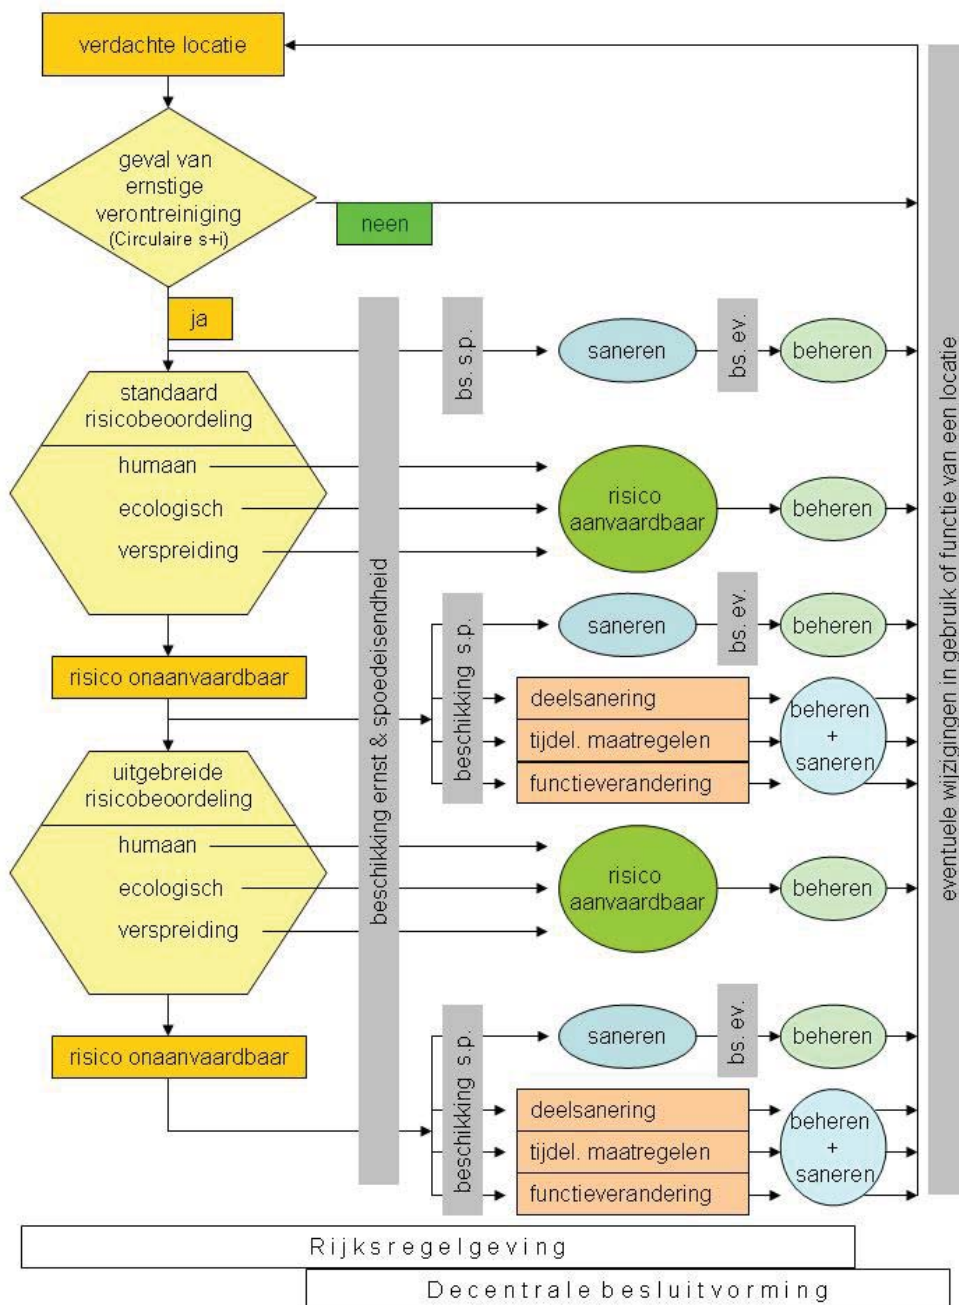 verdachte locatie
geval van
ernstige
verontreiniging
(Circulaire s+i)
neen
ja
bs. s.p.
saneren
bs. ev.
beheren
standaard
risicobeoordeling
humaan
ecologisch
verspreiding
risico
aanvaardbaar
beheren
beschikking ernst & spoedeisendheid
eventuele wijzigingen in gebruik of functie van een locatie
risico onaanvaardbaar
beschikking s.p.
saneren
bs. ev.
beheren
deelsanering
tijdel. maatregelen
functieverandering
beheren
+
saneren
uitgebreide
risicobeoordeling
humaan
ecologisch
verspreiding
risico
aanvaardbaar
beheren
risico onaanvaardbaar
beschikking s.p.
saneren
bs. ev.
beheren
deelsanering
tijdel. maatregelen
functieverandering
beheren
+
saneren
Rijksregelgeving
Decentrale besluitvorming